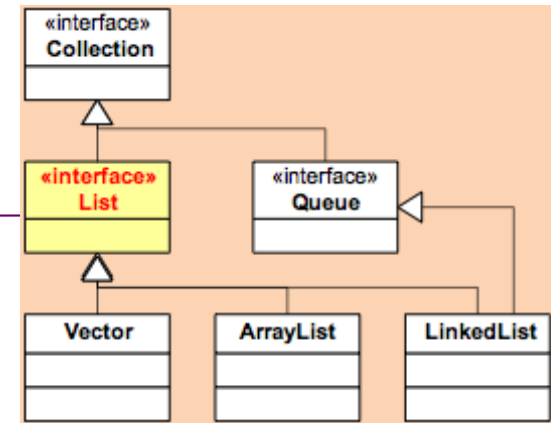 «interface»
Collection
«interface»
List
«interface»
Queue
Vector
ArrayList
LinkedList